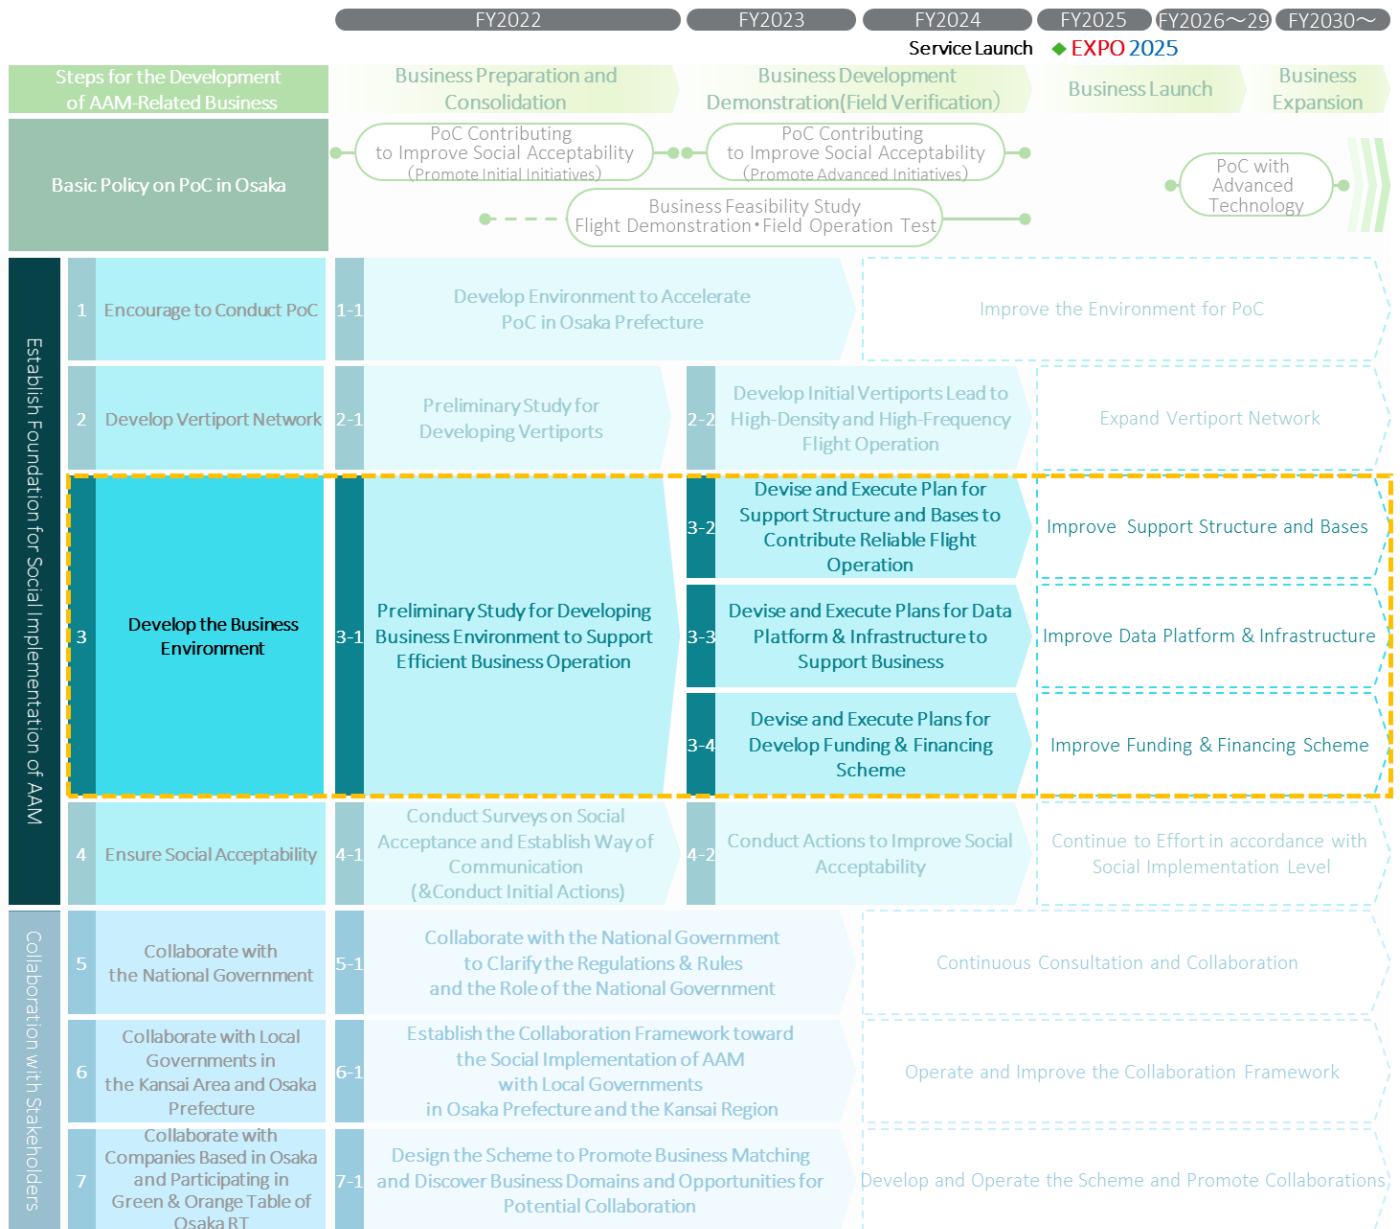 FY2022
FY2023
FY2024
FY2025
FY2026～29
FY2030～
Service Launch
EXPO 2025
Steps for the Development
of AAM-Related Business
Business Preparation and
Consolidation
Business Development
Demonstration(Field Verification）
Business Launch
Business
Expansion
Basic Policy on PoC in Osaka
PoC Contributing
to Improve Social Acceptability
(Promote Initial Initiatives)
PoC Contributing
to Improve Social Acceptability
(Promote Advanced Initiatives)
PoC with
Advanced
Technology
Business Feasibility Study
Flight Demonstration・Field Operation Test
Establish Foundation for Social Implementation of AAM
1
Encourage to Conduct PoC
1-1
Develop Environment to Accelerate
PoC in Osaka Prefecture
Improve the Environment for PoC
2
Develop Vertiport Network
2-1
Preliminary Study for
Developing Vertiports
2-2
Develop Initial Vertiports Lead to
High-Density and High-Frequency
Flight Operation
Expand Vertiport Network
3
Develop the Business
Environment
3-1
Preliminary Study for Developing
Business Environment to Support
Efficient Business Operation
3-2
Devise and Execute Plan for
Support Structure and Bases to
Contribute Reliable Flight
Operation
Improve Support Structure and Bases
3-3
Devise and Execute Plans for Data
Platform & Infrastructure to
Support Business
Improve Data Platform & Infrastructure
3-4
Devise and Execute Plans for
Develop Funding & Financing
Scheme
Improve Funding & Financing Scheme
4
Ensure Social Acceptability
4-1
Conduct Surveys on Social
Acceptance and Establish Way of
Communication
(&Conduct Initial Actions)
4-2
Conduct Actions to Improve Social
Acceptability
Continue to Effort in accordance with
Social Implementation Level
Collaboration with Stakeholders
5
Collaborate with
the National Government
5-1
Collaborate with the National Government
to Clarify the Regulations & Rules
and the Role of the National Government
Continuous Consultation and Collaboration
6
Collaborate with Local
Governments in
the Kansai Area and Osaka
Prefecture
6-1
Establish the Collaboration Framework toward
the Social Implementation of AAM
with Local Governments
in Osaka Prefecture and the Kansai Region
Operate and Improve the Collaboration Framework
7
Collaborate with
Companies Based in Osaka
and Participating in
Green & Orange Table of
Osaka RT
7-1
Design the Scheme to Promote Business Matching
and Discover Business Domains and Opportunities for
Potential Collaboration
Develop and Operate the Scheme and Promote Collaborations